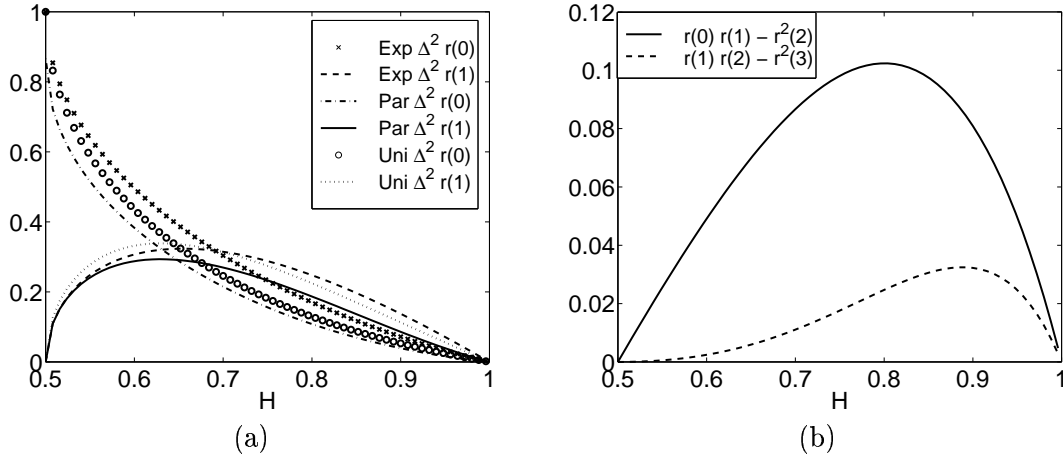 1
0.8
0.6
0.4
0.2
0
0.5 0.6 0.7 0.8 0.9 1
H
Exp Δ² r(0)
Exp Δ² r(1)
Par Δ² r(0)
Par Δ² r(1)
Uni Δ² r(0)
Uni Δ² r(1)
(a)
0.12
0.1
0.08
0.06
0.04
0.02
0
0.5 0.6 0.7 0.8 0.9 1
H
r(0) r(1) − r²(2)
r(1) r(2) − r²(3)
(b)